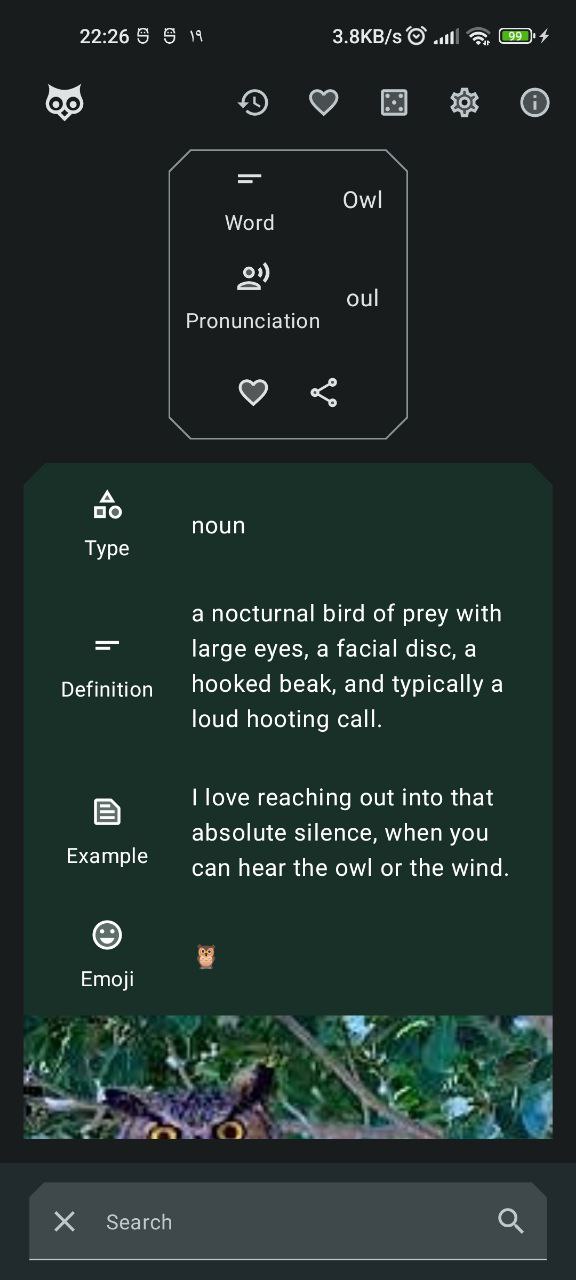 22:26 ١٩ 3.8KB/s 99
Word
Owl
Pronunciation
oul
Type
noun
Definition
a nocturnal bird of prey with
large eyes, a facial disc, a
hooked beak, and typically a
loud hooting call.
Example
I love reaching out into that
absolute silence, when you
can hear the owl or the wind.
Emoji
🦉
Search